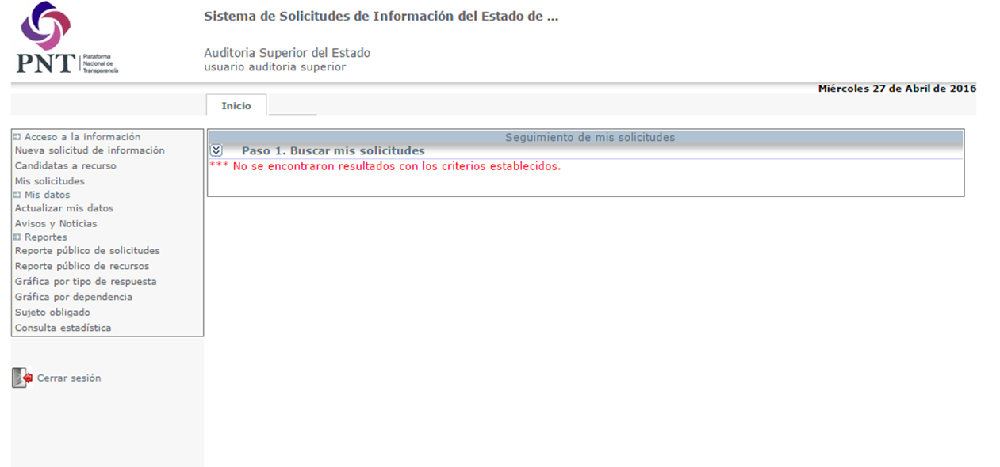 PNT
Plataforma
Nacional de
Transparencia
Sistema de Solicitudes de Información del Estado de ...
Auditoria Superior del Estado
usuario auditoria superior
Miércoles 27 de Abril de 2016
Inicio
Acceso a la información
Nueva solicitud de información
Candidatas a recurso
Mis solicitudes
Mis datos
Actualizar mis datos
Avisos y Noticias
Reportes
Reporte público de solicitudes
Reporte público de recursos
Gráfica por tipo de respuesta
Gráfica por dependencia
Sujeto obligado
Consulta estadística
Cerrar sesión
Seguimiento de mis solicitudes
Paso 1. Buscar mis solicitudes
*** No se encontraron resultados con los criterios establecidos.